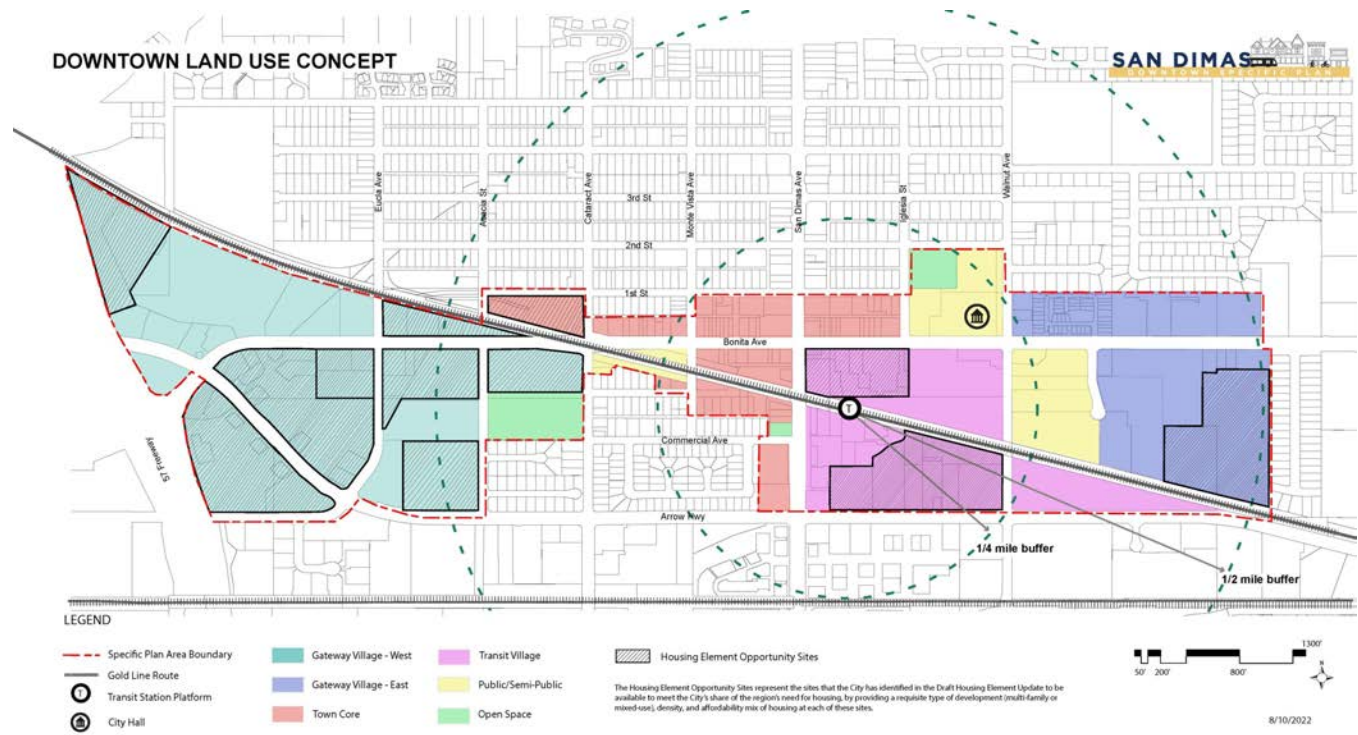 DOWNTOWN LAND USE CONCEPT
SAN DIMAS
DOWNTOWN SPECIFIC PLAN
Eucla Ave
Acacia St
Cataract Ave
Monte Vista Ave
San Dimas Ave
Iglesia St
Walnut Ave
3rd St
2nd St
1st St
Bonita Ave
T
Commercial Ave
57 Freeway
Arrow Hwy
1/4 mile buffer
1/2 mile buffer
LEGEND
Specific Plan Area Boundary
Gold Line Route
T Transit Station Platform
City Hall
Gateway Village - West
Gateway Village - East
Town Core
Transit Village
Public/Semi-Public
Open Space
Housing Element Opportunity Sites
The Housing Element Opportunity Sites represent the sites that the City has identified in the Draft Housing Element Update to be
available to meet the City's share of the region's need for housing, by providing a requisite type of development (multi-family or
mixed-use), density, and affordability mix of housing at each of these sites.
1300'
50' 200' 800'
N
8/10/2022